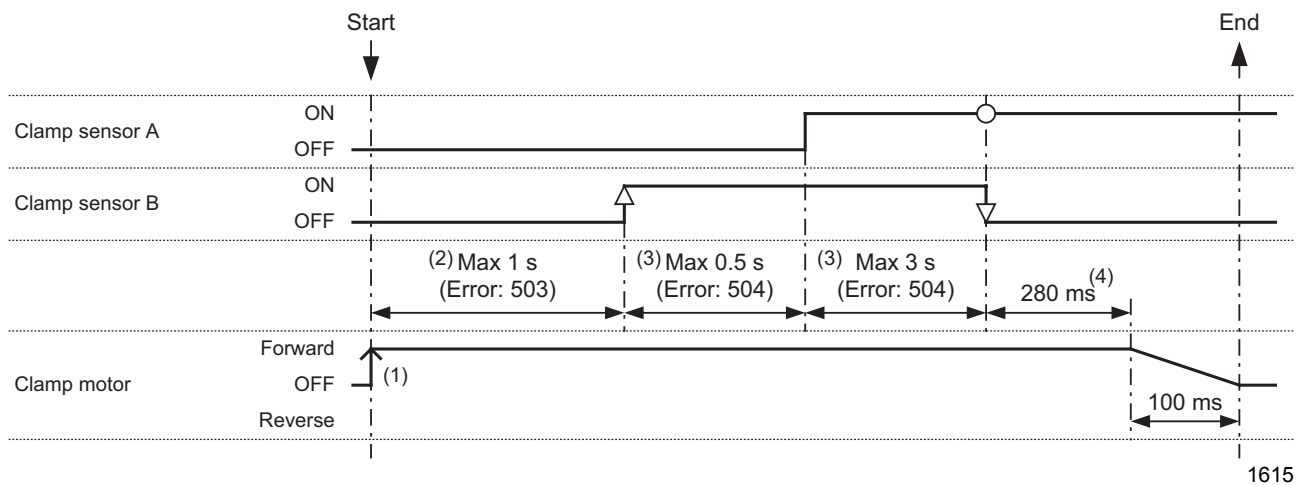 Start
End
Clamp sensor A
ON
OFF
Clamp sensor B
ON
OFF
(2) Max 1 s
(Error: 503)
(3) Max 0.5 s
(Error: 504)
(3) Max 3 s
(Error: 504)
280 ms (4)
Clamp motor
Forward
OFF
Reverse
(1)
100 ms
1615